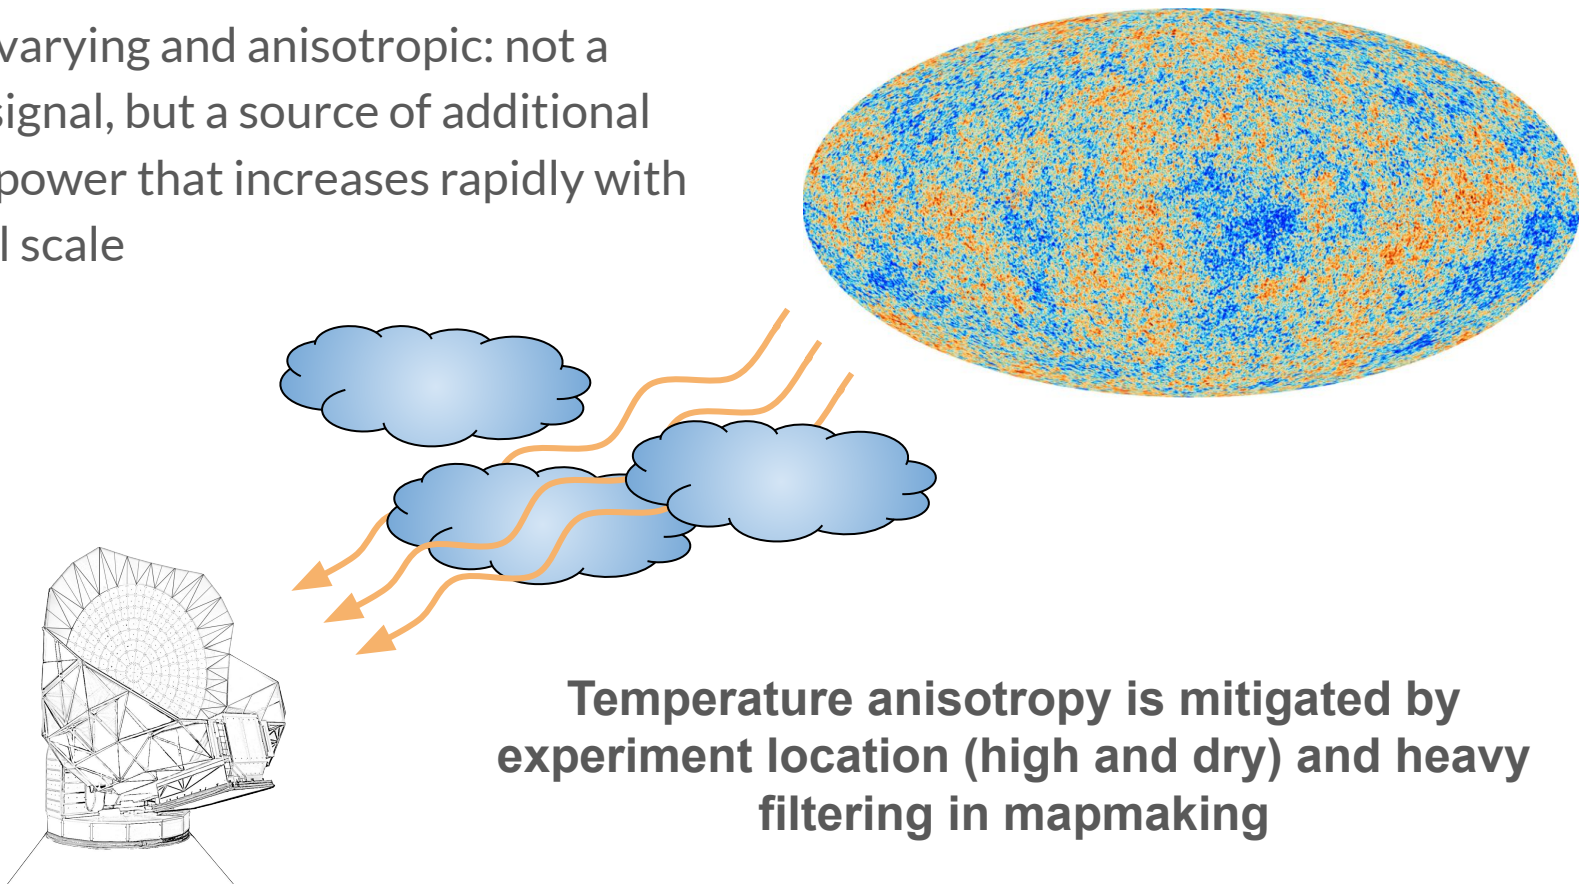 varying and anisotropic: not a
signal, but a source of additional
power that increases rapidly with
l scale
Temperature anisotropy is mitigated by
experiment location (high and dry) and heavy
filtering in mapmaking